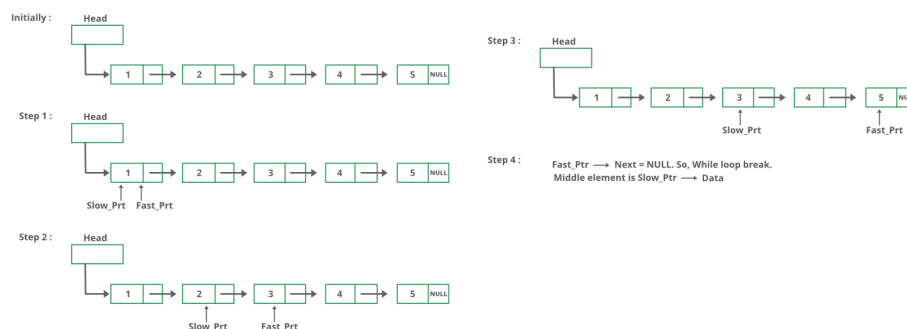 Initially :
Head
1 2 3 4 5 NULL
Step 1 :
Head
1 2 3 4 5 NULL
Slow_Prt Fast_Prt
Step 2 :
Head
1 2 3 4 5 NULL
Slow_Prt Fast_Prt
Step 3 :
Head
1 2 3 4 5
Slow_Prt Fast_Prt
Step 4 :
Fast_Ptr → Next = NULL. So, While loop break.
Middle element is Slow_Ptr → Data